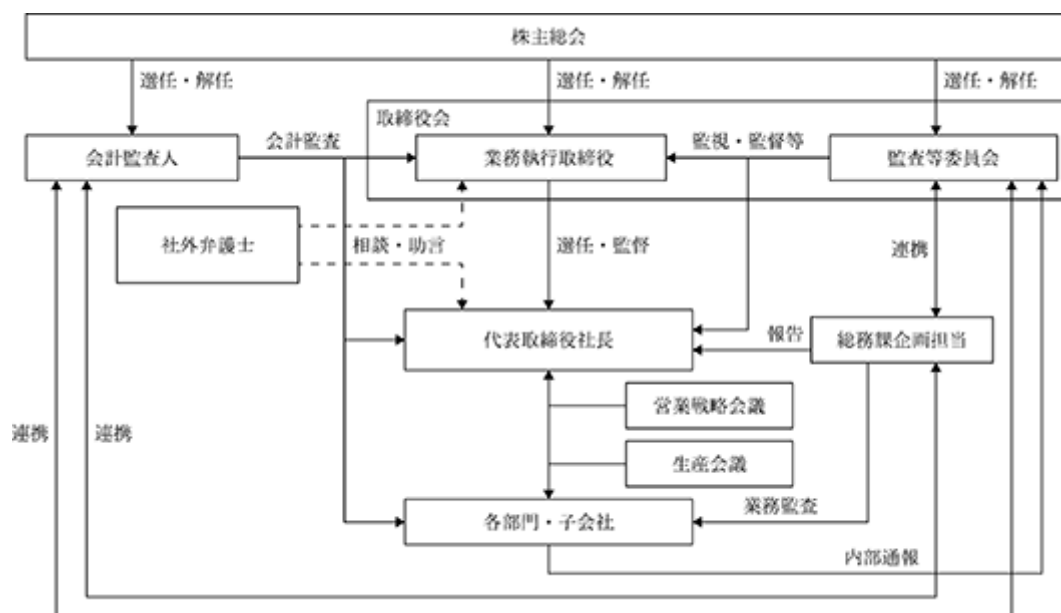 株主総会
選任・解任
選任・解任
選任・解任
取締役会
会計監査人
会計監査
業務執行取締役
監視・監督等
監査等委員会
社外弁護士
相談・助言
選任・監督
連携
代表取締役社長
報告
総務課企画担当
営業戦略会議
連携
連携
生産会議
各部門・子会社
業務監査
内部通報